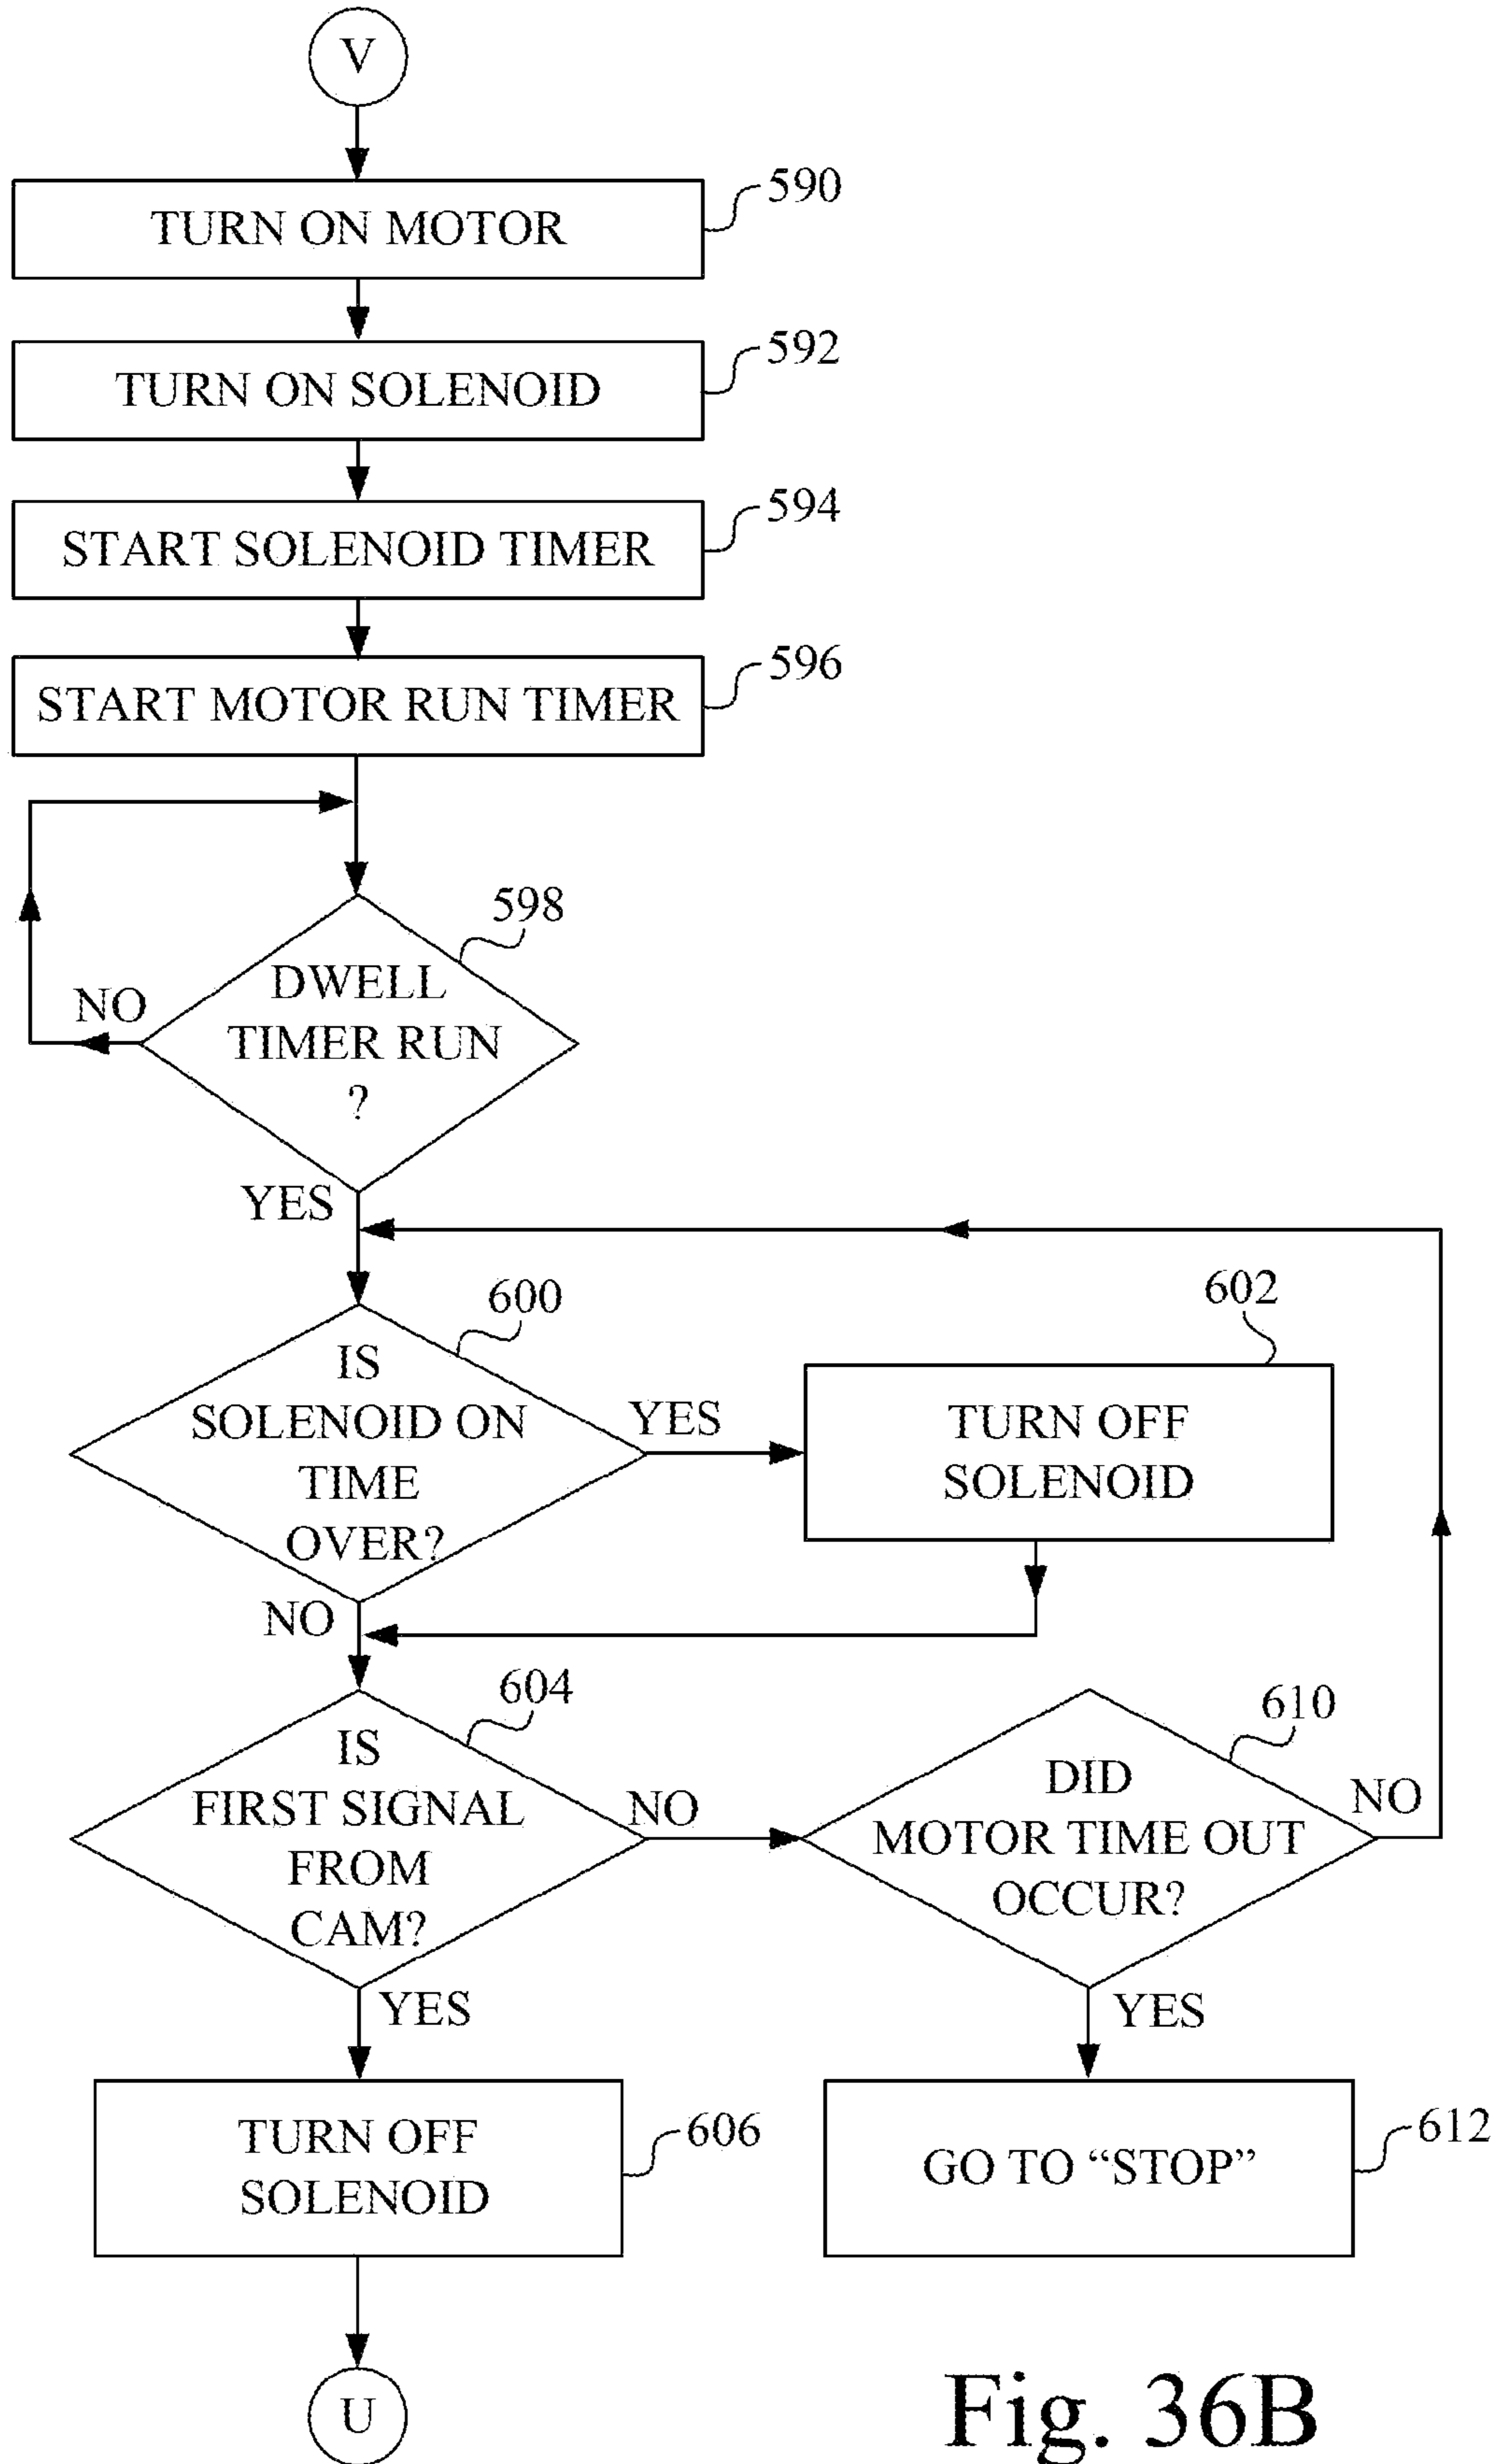 V
TURN ON MOTOR
590
TURN ON SOLENOID
592
START SOLENOID TIMER
594
START MOTOR RUN TIMER
596
598
DWELL
TIMER RUN
?
NO
YES
600
IS
SOLENOID ON
TIME
OVER?
YES
602
TURN OFF
SOLENOID
NO
604
IS
FIRST SIGNAL
FROM
CAM?
NO
610
DID
MOTOR TIME OUT
OCCUR?
NO
YES
YES
TURN OFF
SOLENOID
606
GO TO “STOP”
612
U
Fig. 36B